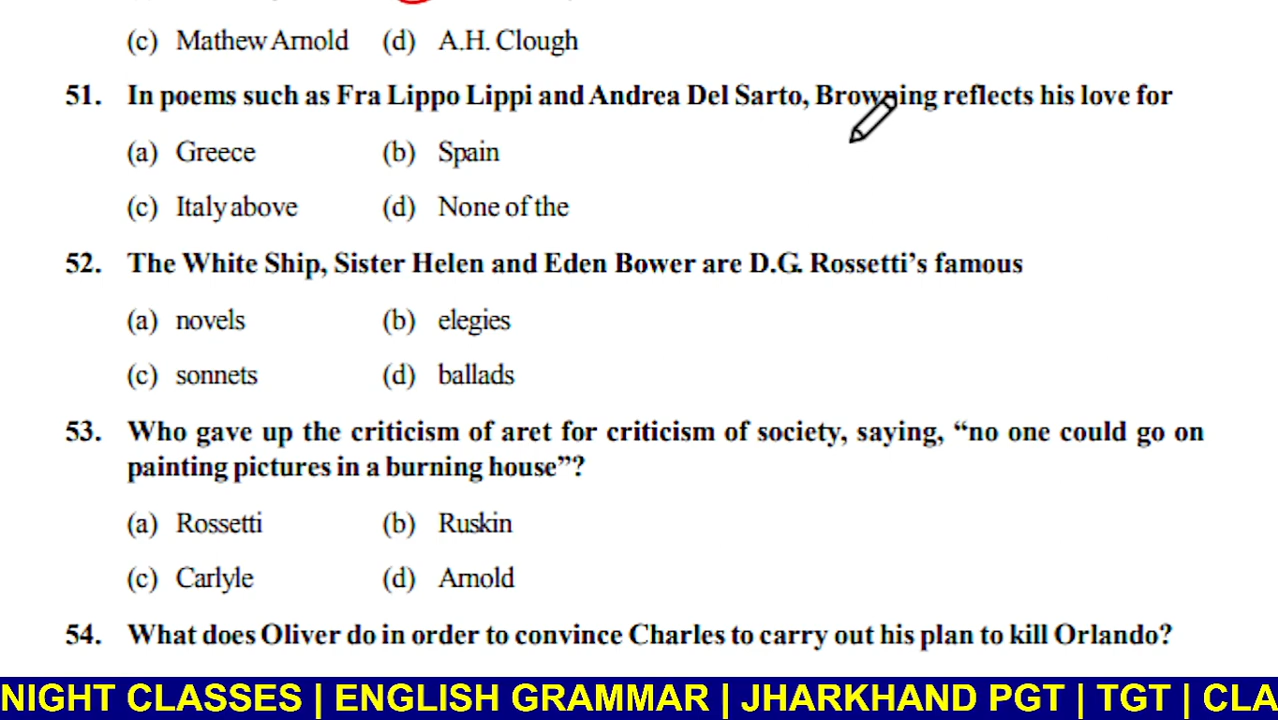 (c) Mathew Arnold (d) A.H. Clough
51. In poems such as Fra Lippo Lippi and Andrea Del Sarto, Browning reflects his love for
(a) Greece (b) Spain
(c) Italy above (d) None of the
52. The White Ship, Sister Helen and Eden Bower are D.G. Rossetti's famous
(a) novels (b) elegies
(c) sonnets (d) ballads
53. Who gave up the criticism of aret for criticism of society, saying, “no one could go on
painting pictures in a burning house”?
(a) Rossetti (b) Ruskin
(c) Carlyle (d) Arnold
54. What does Oliver do in order to convince Charles to carry out his plan to kill Orlando?
NIGHT CLASSES | ENGLISH GRAMMAR | JHARKHAND PGT | TGT | CLA